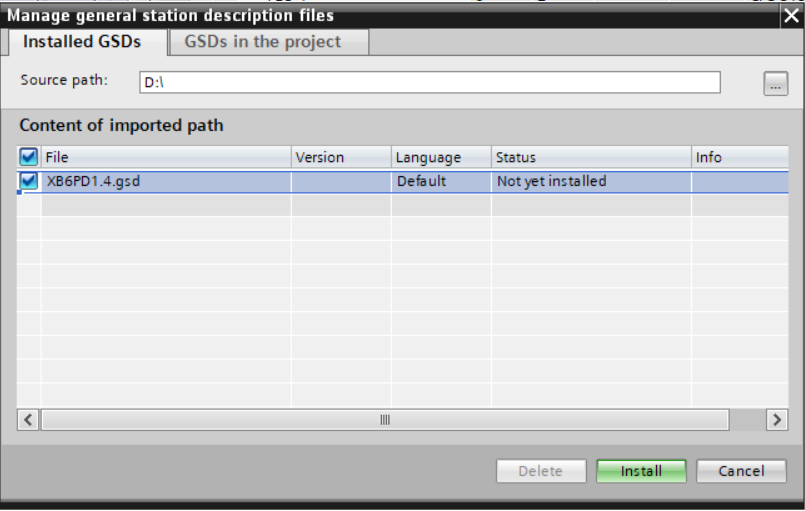 Manage general station description files
Installed GSDs GSDs in the project
Source path: D:\ ...
Content of imported path
File Version Language Status Info
XB6PD1.4.gsd Default Not yet installed
Delete Install Cancel